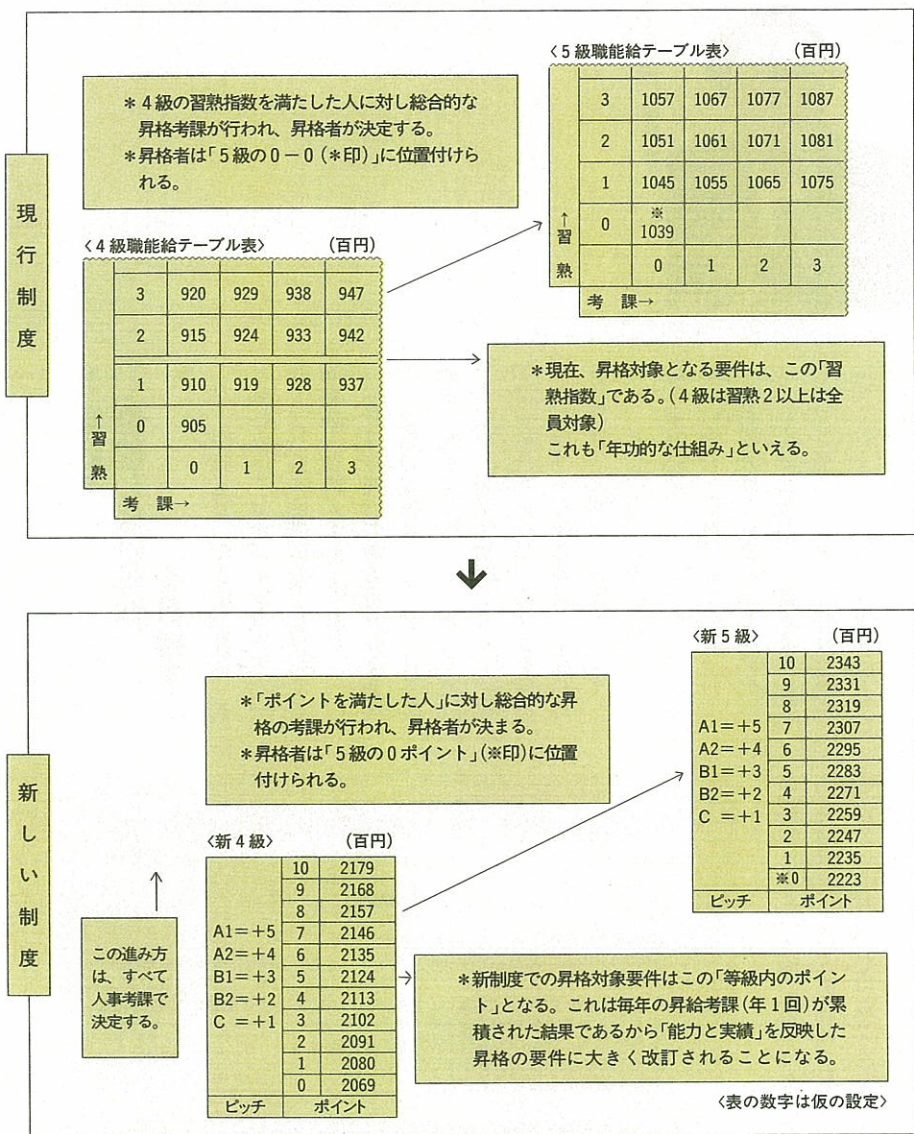 現行制度
＊4級の習熟指数を満たした人に対し総合的な
昇格考課が行われ、昇格者が決定する。
＊昇格者は「5級の0－0（＊印）」に位置付けら
れる。
〈5級職能給テーブル表〉 （百円）
3 1057 1067 1077 1087
2 1051 1061 1071 1081
1 1045 1055 1065 1075
0 ※
1039
0 1 2 3
↑習熟
考 課→
〈4級職能給テーブル表〉 （百円）
3 920 929 938 947
2 915 924 933 942
1 910 919 928 937
0 905
0 1 2 3
↑習熟
考 課→
＊現在、昇格対象となる要件は、この「習
熟指数」である。（4級は習熟2以上は全
員対象）
これも「年功的な仕組み」といえる。
新しい制度
＊「ポイントを満たした人」に対し総合的な昇
格の考課が行われ、昇格者が決まる。
＊昇格者は「5級の0ポイント」（※印）に位置
付けられる。
〈新5級〉 （百円）
10 2343
9 2331
8 2319
A1＝＋5 7 2307
A2＝＋4 6 2295
B1＝＋3 5 2283
B2＝＋2 4 2271
C ＝＋1 3 2259
2 2247
1 2235
※0 2223
ピッチ ポイント
〈新4級〉 （百円）
10 2179
9 2168
8 2157
A1＝＋5 7 2146
A2＝＋4 6 2135
B1＝＋3 5 2124
B2＝＋2 4 2113
C ＝＋1 3 2102
2 2091
1 2080
0 2069
ピッチ ポイント
この進み方
は、すべて
人事考課で
決定する。
＊新制度での昇格対象要件はこの「等級内のポイン
ト」となる。これは毎年の昇給考課（年1回）が累
積された結果であるから「能力と実績」を反映した
昇格の要件に大きく改訂されることになる。
〈表の数字は仮の設定〉